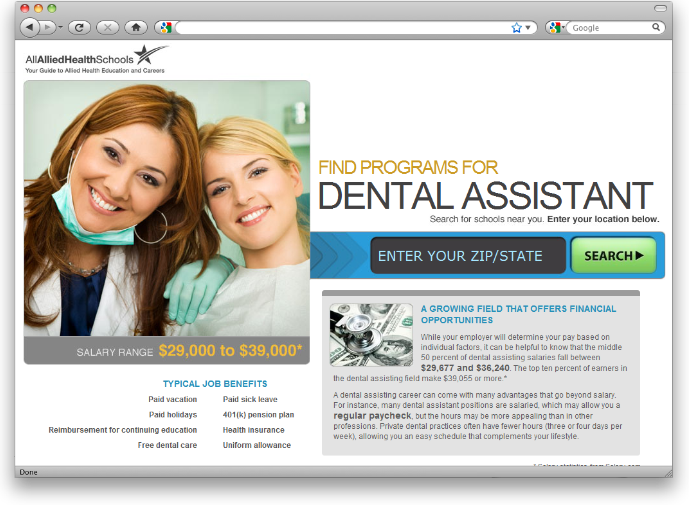 Google
AllAlliedHealthSchools
Your Guide to Allied Health Education and Careers
FIND PROGRAMS FOR
DENTAL ASSISTANT
Search for schools near you. Enter your location below.
ENTER YOUR ZIP/STATE
SEARCH
SALARY RANGE $29,000 to $39,000*
TYPICAL JOB BENEFITS
Paid vacation Paid sick leave
Paid holidays 401(k) pension plan
Reimbursement for continuing education Health insurance
Free dental care Uniform allowance
A GROWING FIELD THAT OFFERS FINANCIAL
OPPORTUNITIES
While your employer will determine your pay based on
individual factors, it can be helpful to know that the middle
50 percent of dental assisting salaries fall between
$29,677 and $36,240. The top ten percent of earners in
the dental assisting field make $39,055 or more.*
A dental assisting career can come with many advantages that go beyond salary.
For instance, many dental assistant positions are salaried, which may allow you a
regular paycheck, but the hours may be more appealing than in other
professions. Private dental practices often have fewer hours (three or four days per
week), allowing you an easy schedule that complements your lifestyle.
Done